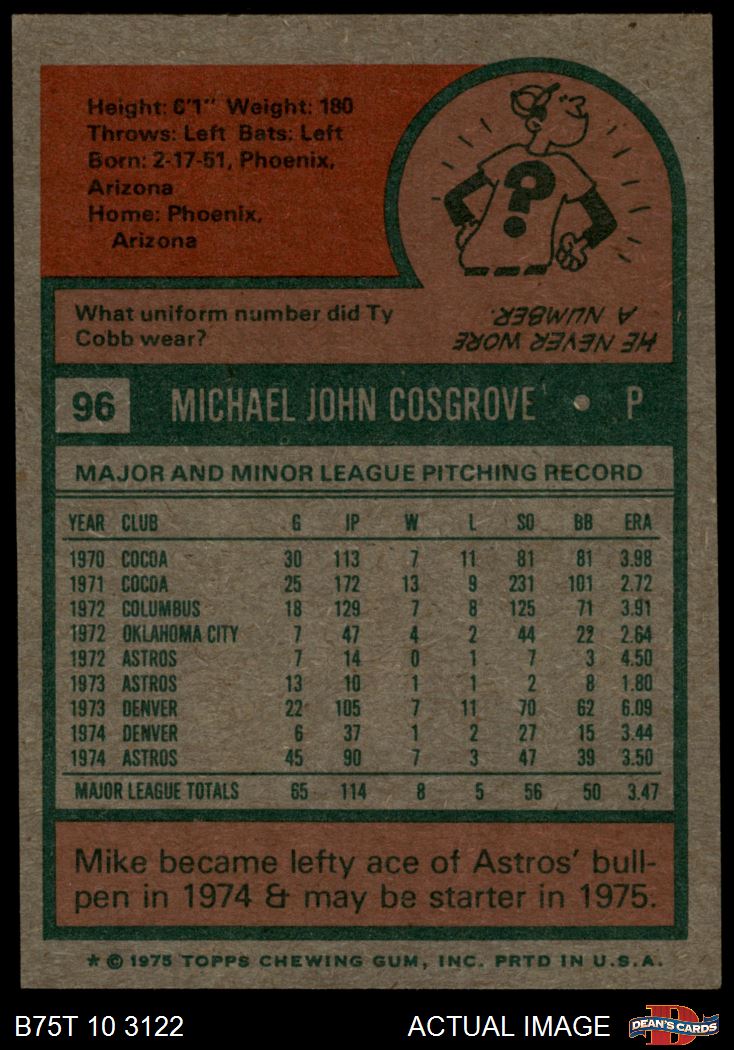 Height: 6'1" Weight: 180
Throws: Left Bats: Left
Born: 2-17-51, Phoenix,
Arizona
Home: Phoenix,
Arizona
?
What uniform number did Ty
Cobb wear?
HE NEVER WORE
A NUMBER.
96 MICHAEL JOHN COSGROVE • P
MAJOR AND MINOR LEAGUE PITCHING RECORD
YEAR CLUB G IP W L SO BB ERA
1970 COCOA 30 113 7 11 81 81 3.98
1971 COCOA 25 172 13 9 231 101 2.72
1972 COLUMBUS 18 129 7 8 125 71 3.91
1972 OKLAHOMA CITY 7 47 4 2 44 22 2.64
1972 ASTROS 7 14 0 1 7 3 4.50
1973 ASTROS 13 10 1 1 2 8 1.80
1973 DENVER 22 105 7 11 70 62 6.09
1974 DENVER 6 37 1 2 27 15 3.44
1974 ASTROS 45 90 7 3 47 39 3.50
MAJOR LEAGUE TOTALS 65 114 8 5 56 50 3.47
Mike became lefty ace of Astros' bull-
pen in 1974 & may be starter in 1975.
* © 1975 TOPPS CHEWING GUM, INC. PRTD IN U.S.A.
B75T 10 3122 ACTUAL IMAGE DEAN'S CARDS